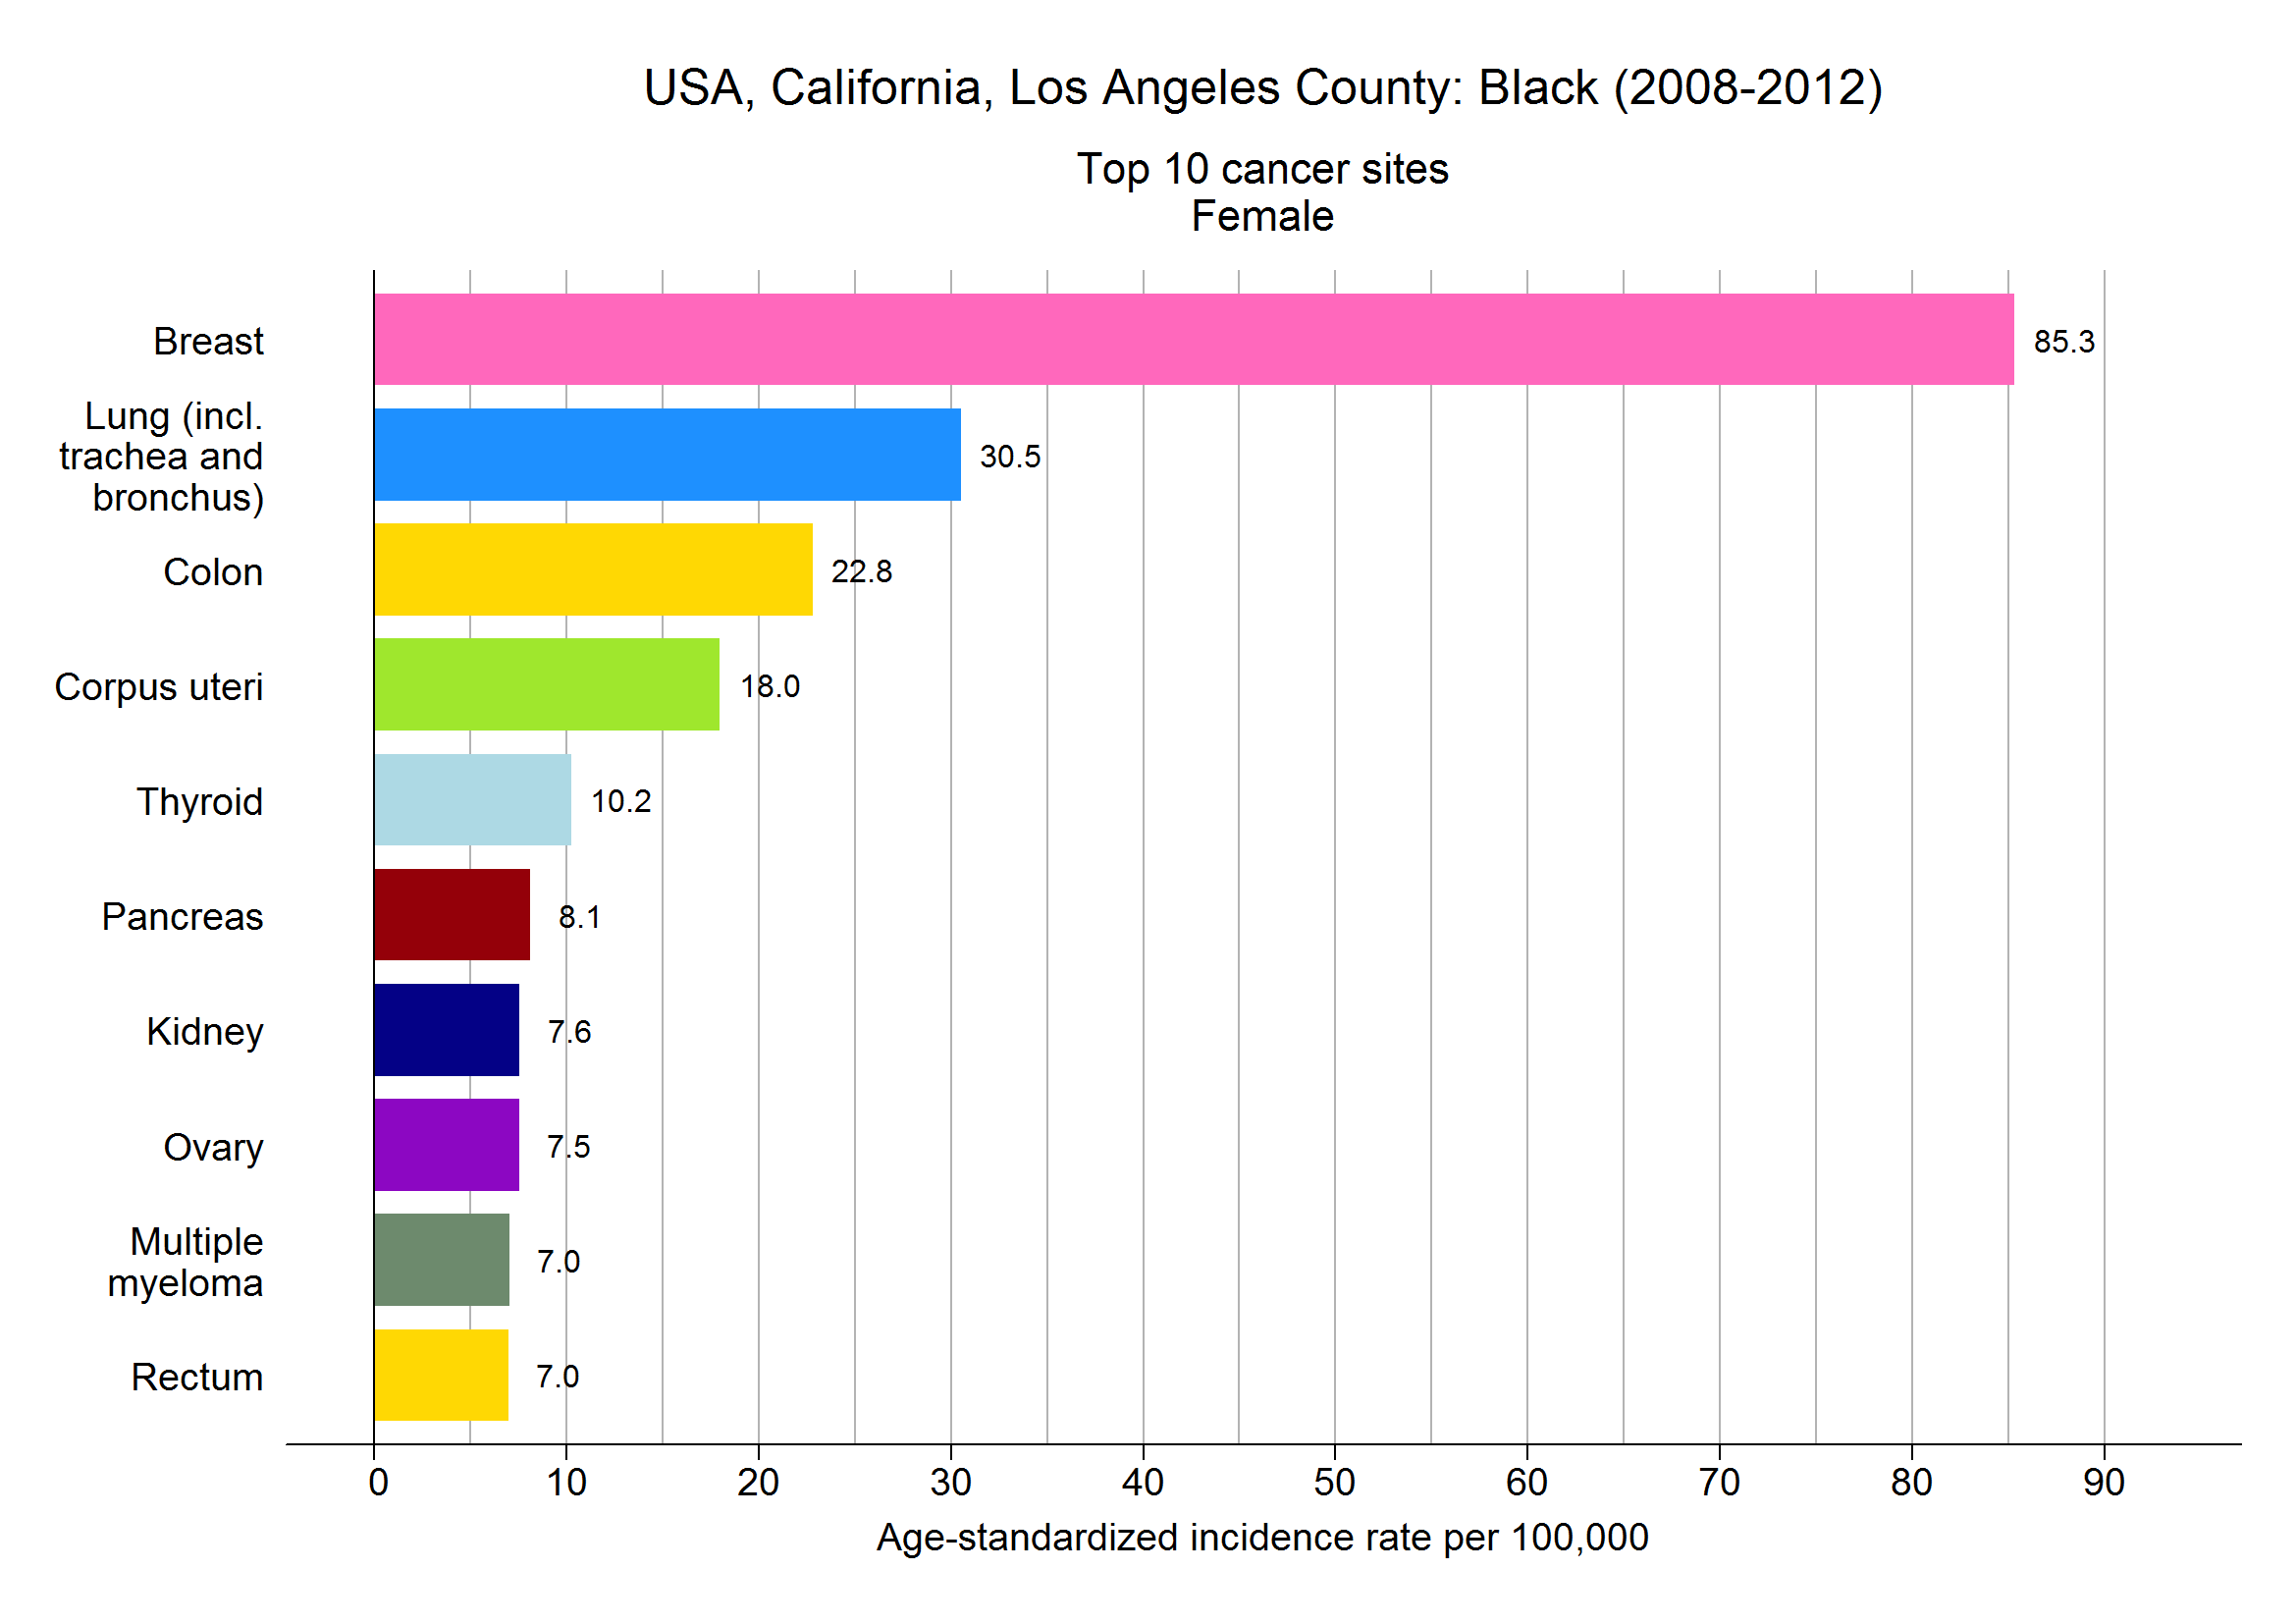 USA, California, Los Angeles County: Black (2008-2012)
Top 10 cancer sites
Female
Breast
85.3
Lung (incl.
trachea and
bronchus)
30.5
Colon
22.8
Corpus uteri
18.0
Thyroid
10.2
Pancreas
8.1
Kidney
7.6
Ovary
7.5
Multiple
myeloma
7.0
Rectum
7.0
0 10 20 30 40 50 60 70 80 90
Age-standardized incidence rate per 100,000